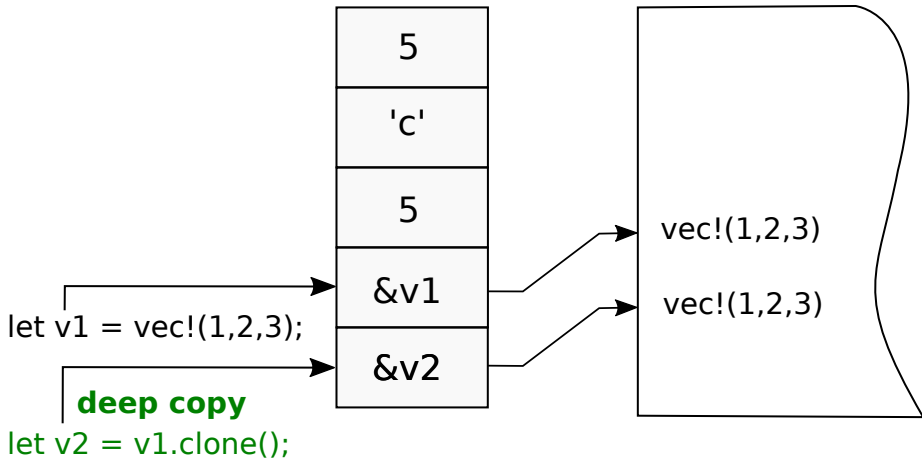 5
'c'
5
&v1
&v2
vec!(1,2,3)
vec!(1,2,3)
let v1 = vec!(1,2,3);
deep copy
let v2 = v1.clone();